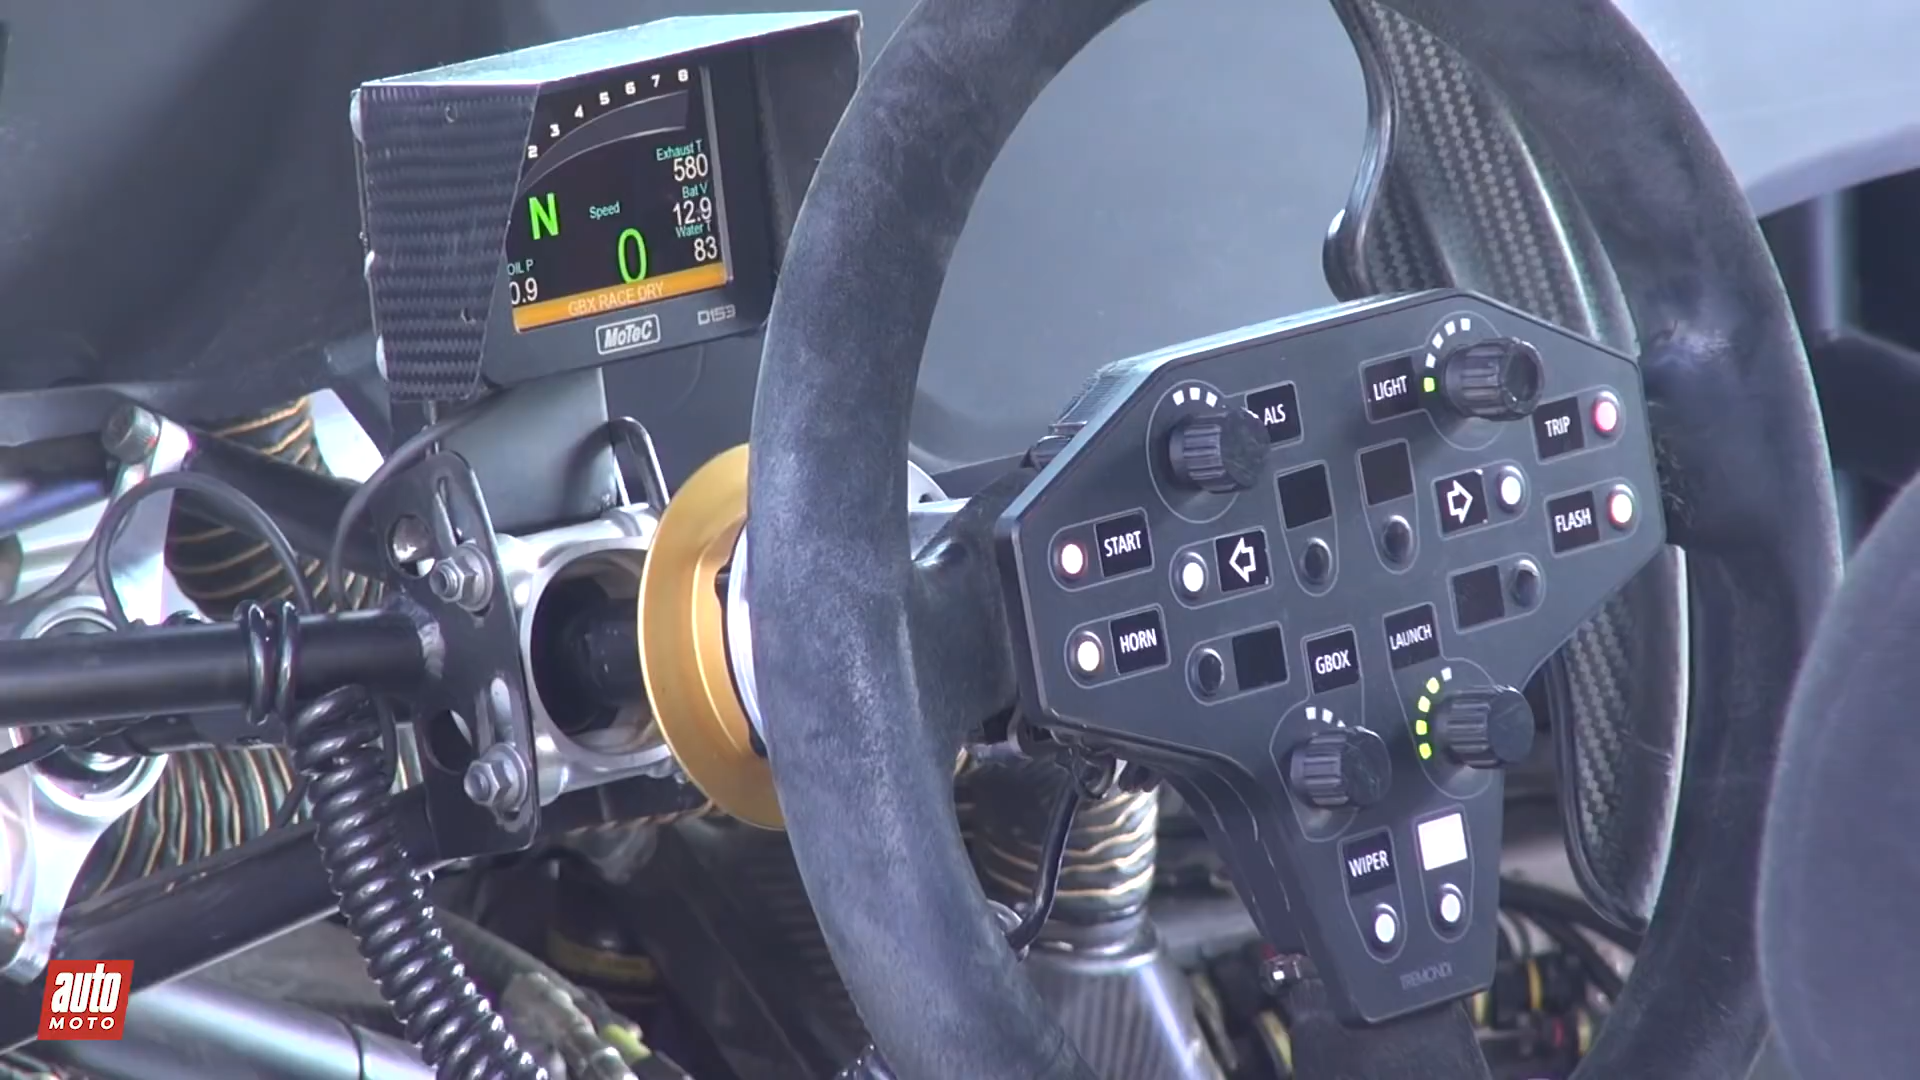 2 3 4 5 6 7 8
Exhaust T
580
Bat V
12.9
Water T
83
N
Speed
0
OIL P
0.9
GBX RACE DRY
MoTeC
D153
ALS
LIGHT
TRIP
START
FLASH
HORN
GBOX
LAUNCH
WIPER
TREMONDI
auto
MOTO